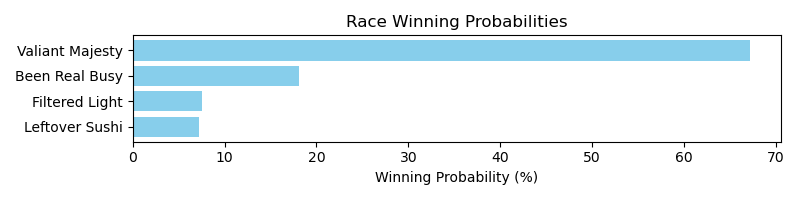 Race Winning Probabilities
Valiant Majesty
Been Real Busy
Filtered Light
Leftover Sushi
0 10 20 30 40 50 60 70
Winning Probability (%)